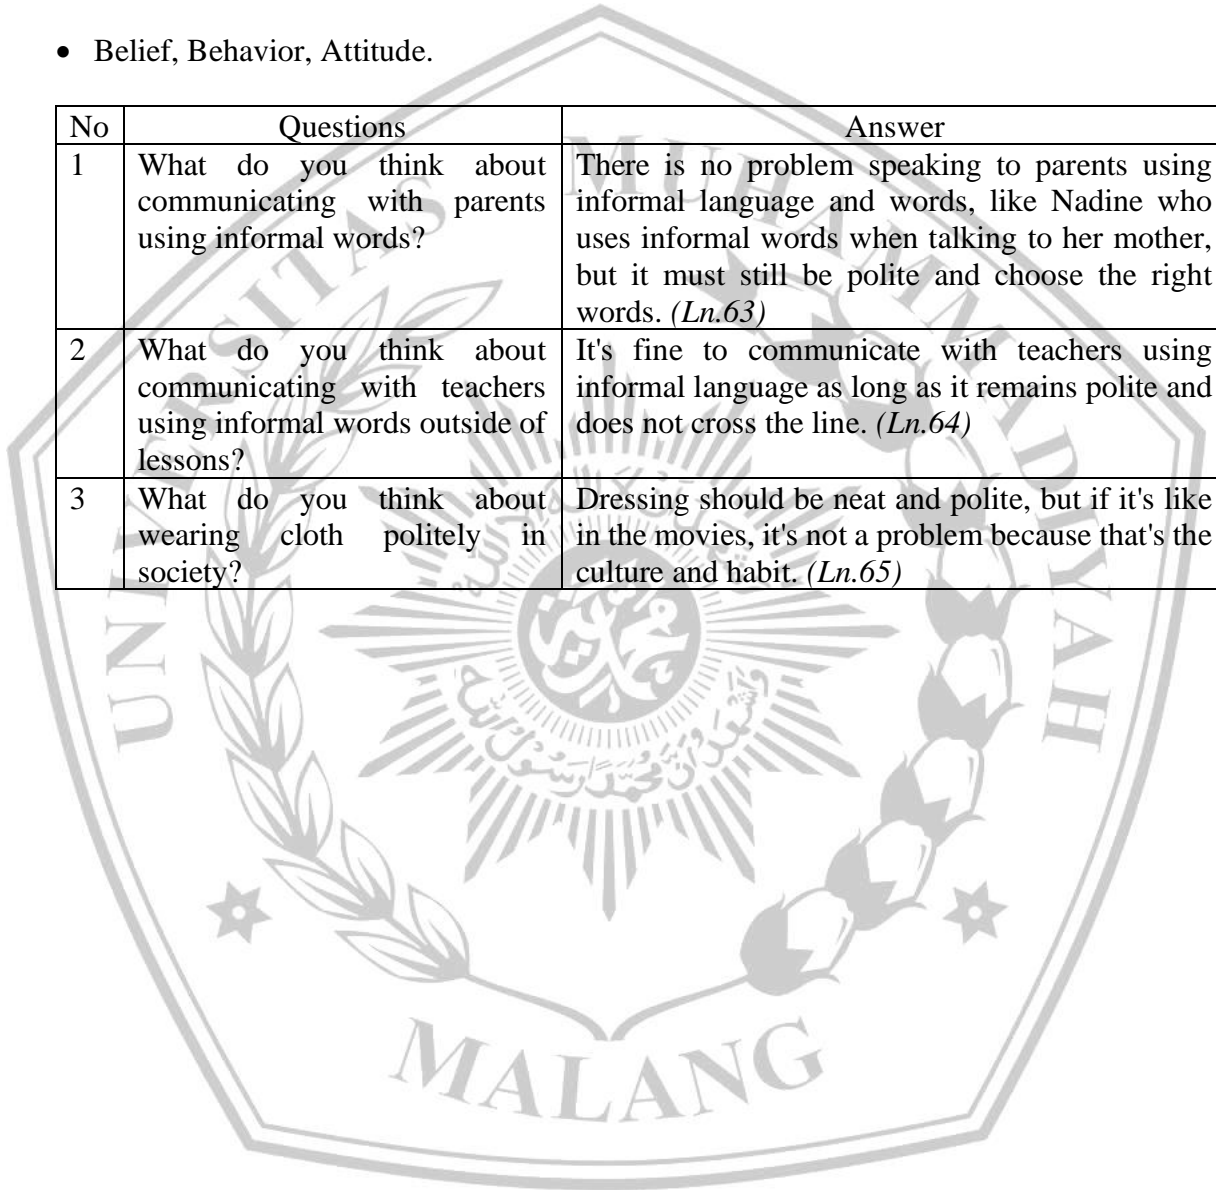 • Belief, Behavior, Attitude.
No Questions Answer
1 What do you think about communicating with parents using informal words? There is no problem speaking to parents using informal language and words, like Nadine who uses informal words when talking to her mother, but it must still be polite and choose the right words. (Ln.63)
2 What do you think about communicating with teachers using informal words outside of lessons? It's fine to communicate with teachers using informal language as long as it remains polite and does not cross the line. (Ln.64)
3 What do you think about wearing cloth politely in society? Dressing should be neat and polite, but if it's like in the movies, it's not a problem because that's the culture and habit. (Ln.65)
UNIVERSITAS MUHAMMADIYAH
MALANG